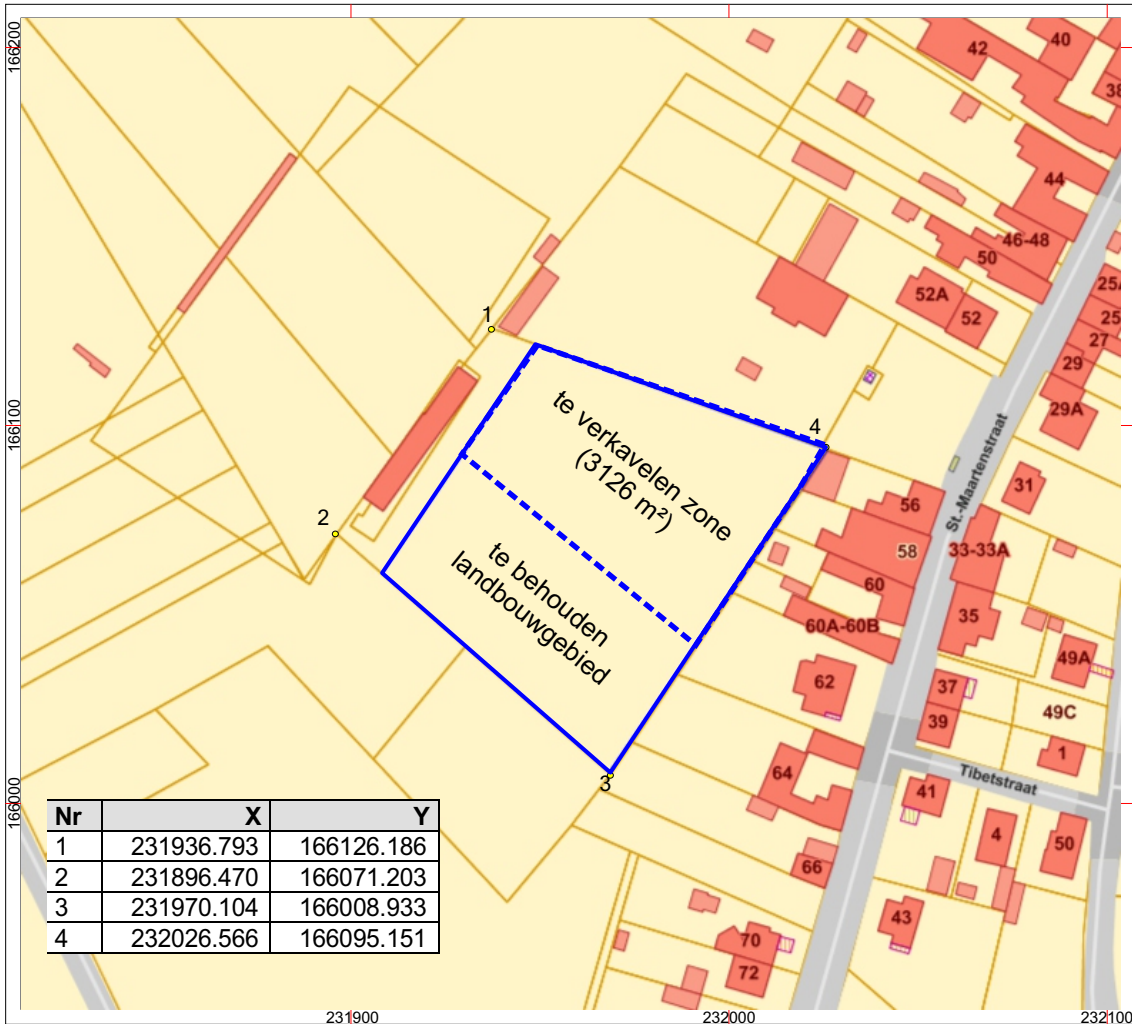 166200
166100
166000
42
40
38
44
46-48
50
52A
52
25A
25
27
29
29A
1
4
te verkavelen zone
(3126 m²)
2
te behouden
landbouwgebied
3
St.-Maartenstraat
31
56
58
33-33A
60
35
60A-60B
49A
62
37
49C
39
1
64
Tibetstraat
41
4
50
66
43
70
72
Nr X Y
1 231936.793 166126.186
2 231896.470 166071.203
3 231970.104 166008.933
4 232026.566 166095.151
231900
232000
232100